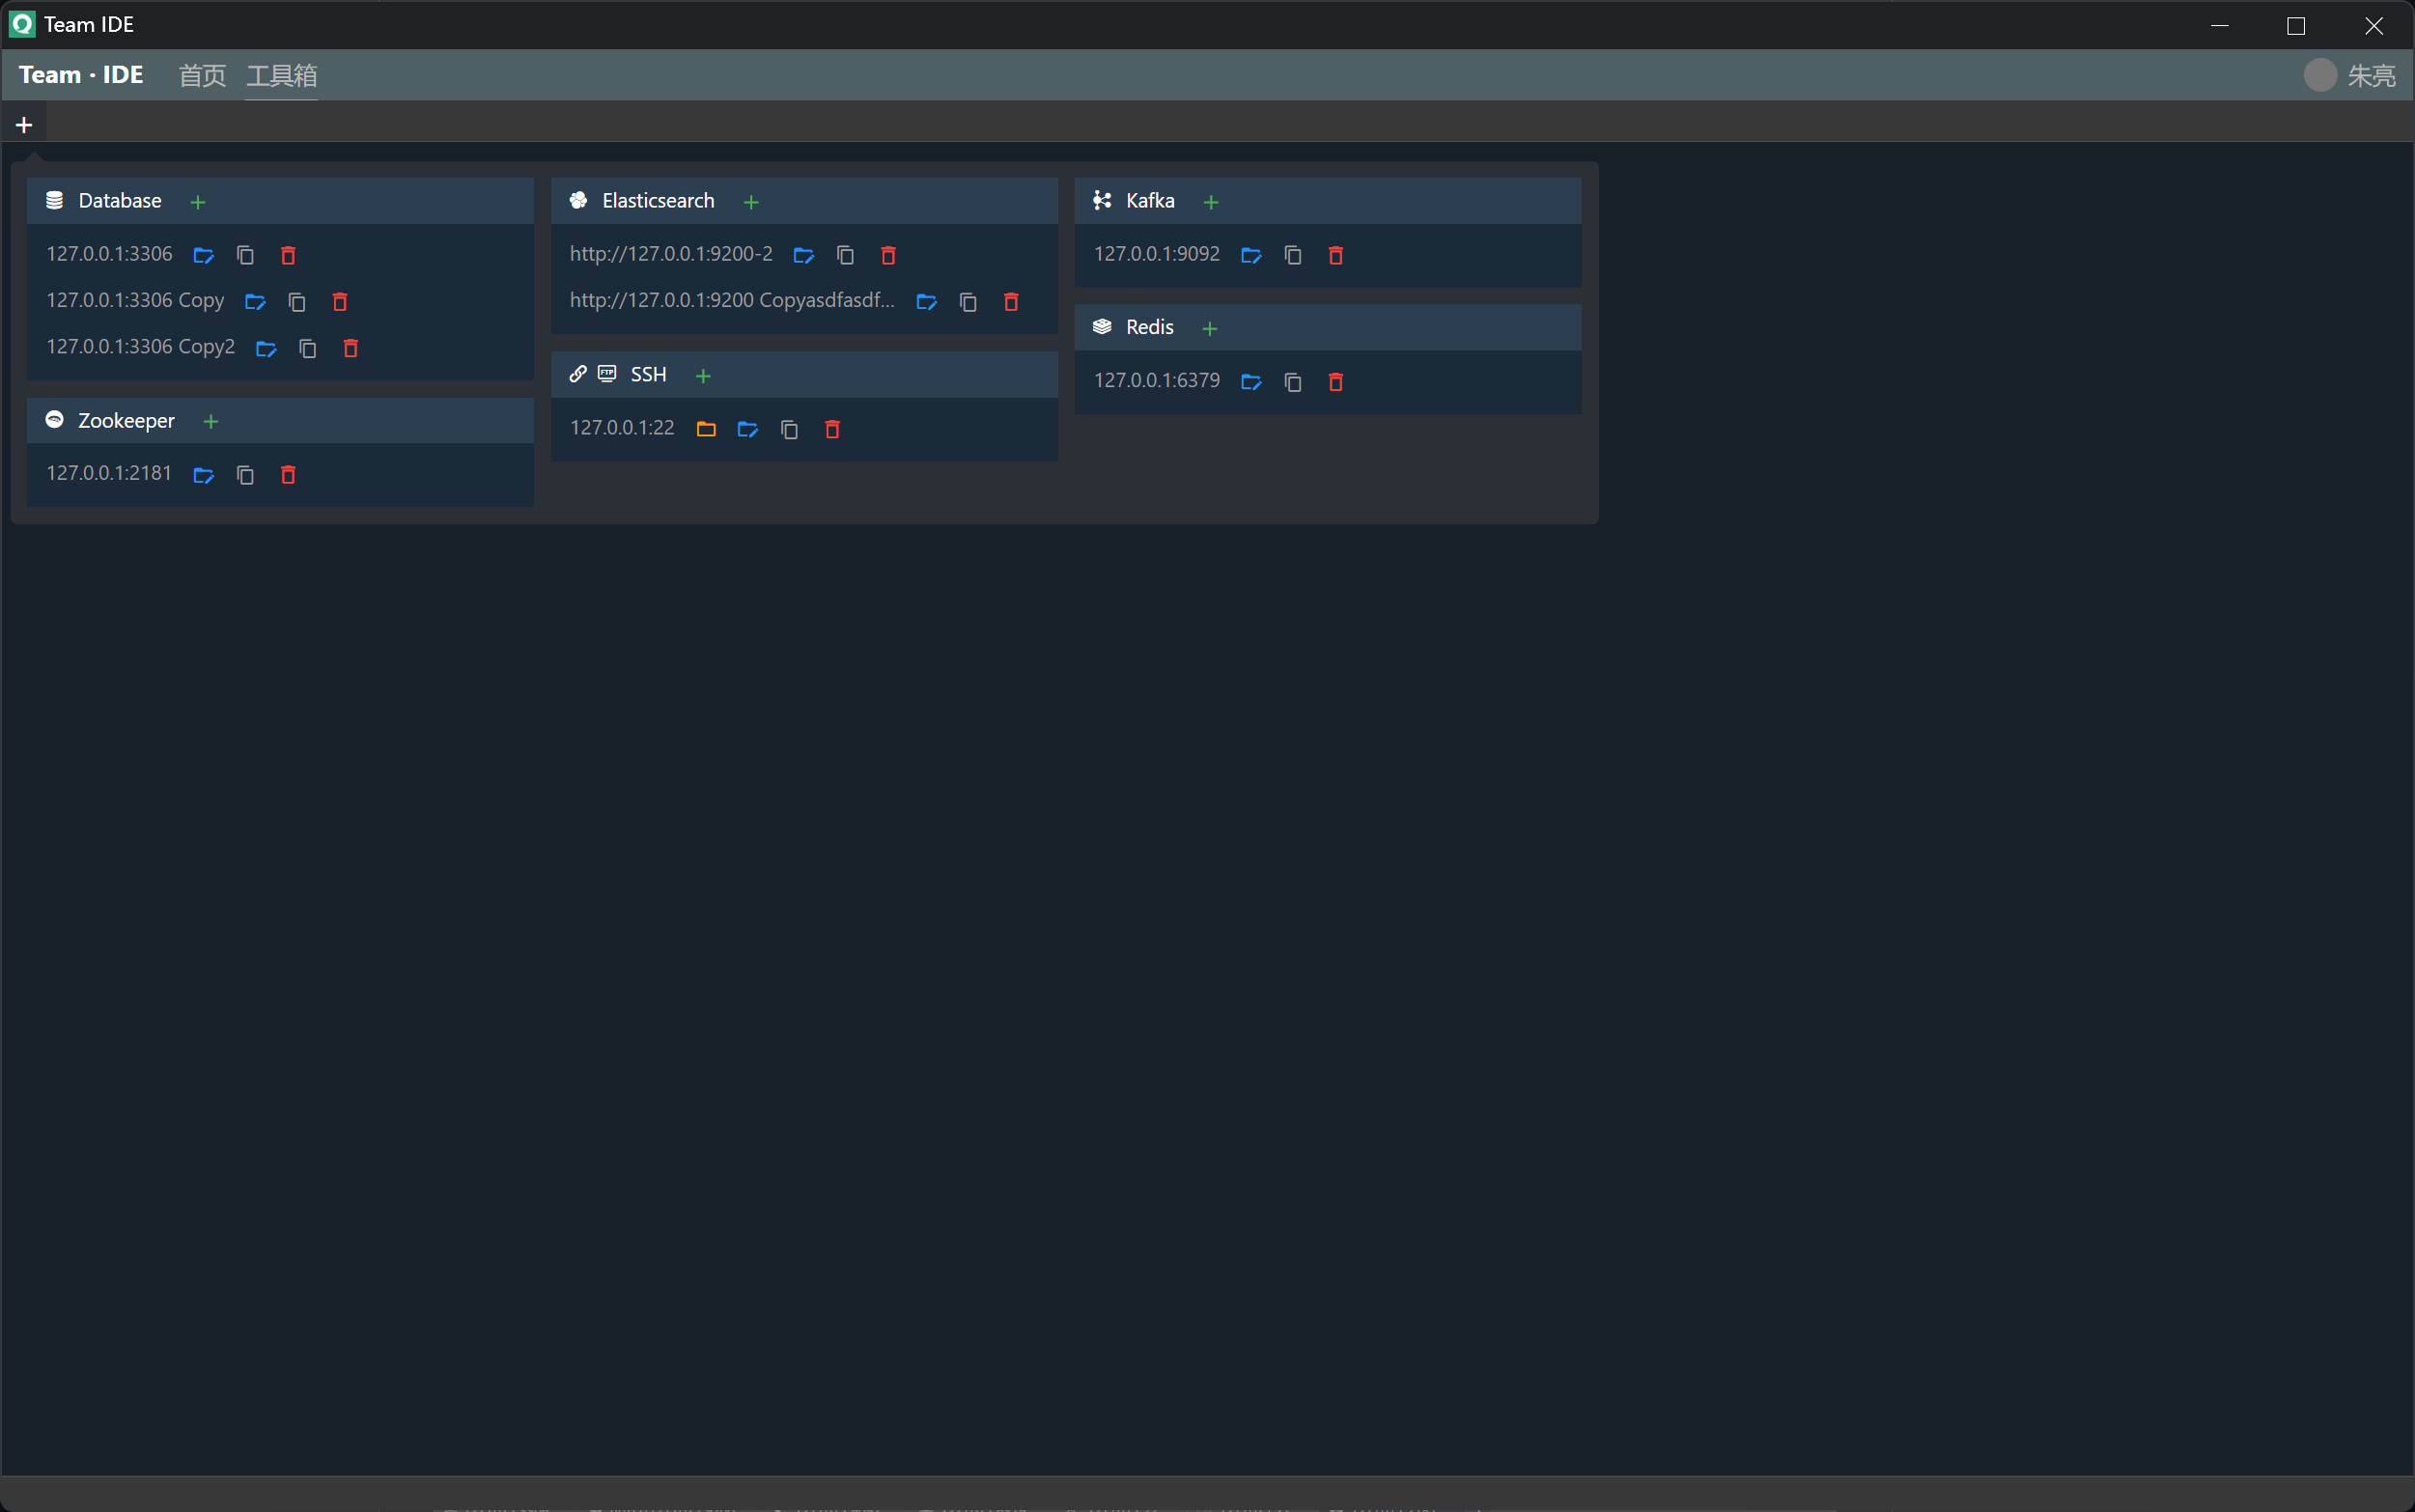 Team IDE
Team · IDE 首页 工具箱 朱亮
Database
127.0.0.1:3306
127.0.0.1:3306 Copy
127.0.0.1:3306 Copy2
Zookeeper
127.0.0.1:2181
Elasticsearch
http://127.0.0.1:9200-2
http://127.0.0.1:9200 Copyasdfasdf...
FTP SSH
127.0.0.1:22
Kafka
127.0.0.1:9092
Redis
127.0.0.1:6379